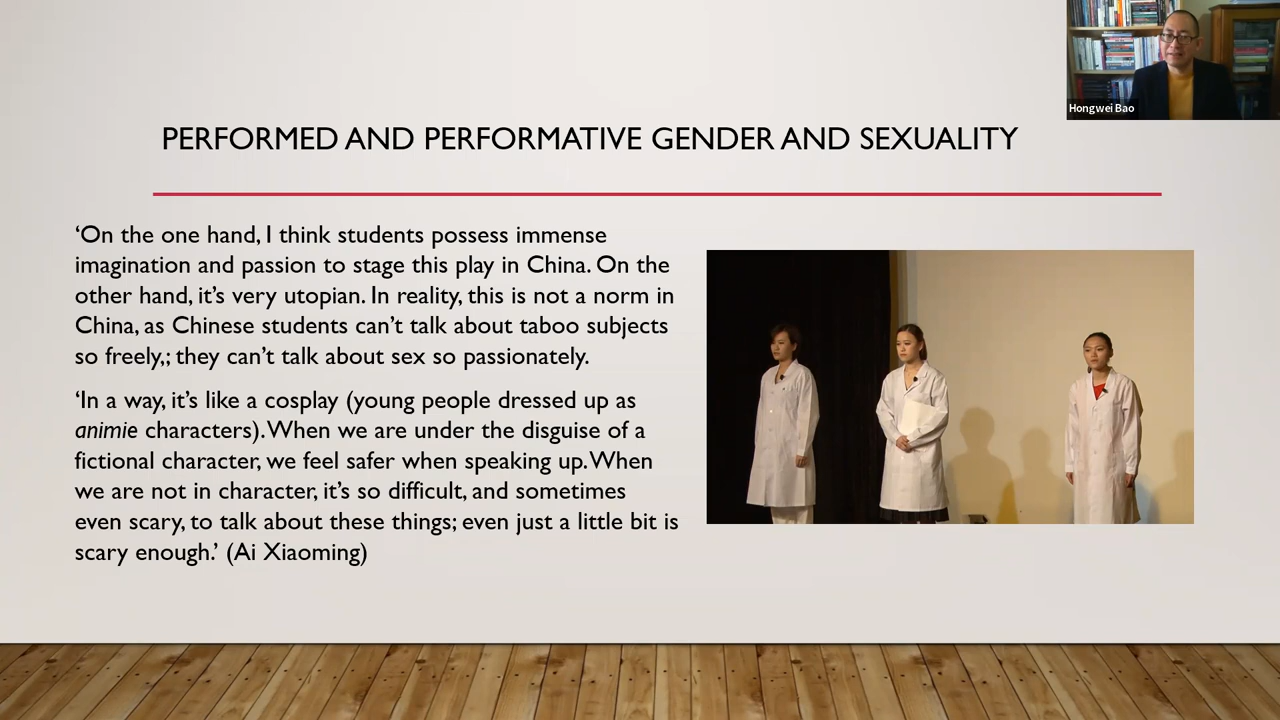 Hongwei Bao
PERFORMED AND PERFORMATIVE GENDER AND SEXUALITY
‘On the one hand, I think students possess immense
imagination and passion to stage this play in China. On the
other hand, it’s very utopian. In reality, this is not a norm in
China, as Chinese students can’t talk about taboo subjects
so freely,; they can’t talk about sex so passionately.
‘In a way, it’s like a cosplay (young people dressed up as
animie characters). When we are under the disguise of a
fictional character, we feel safer when speaking up. When
we are not in character, it’s so difficult, and sometimes
even scary, to talk about these things; even just a little bit is
scary enough.’ (Ai Xiaoming)